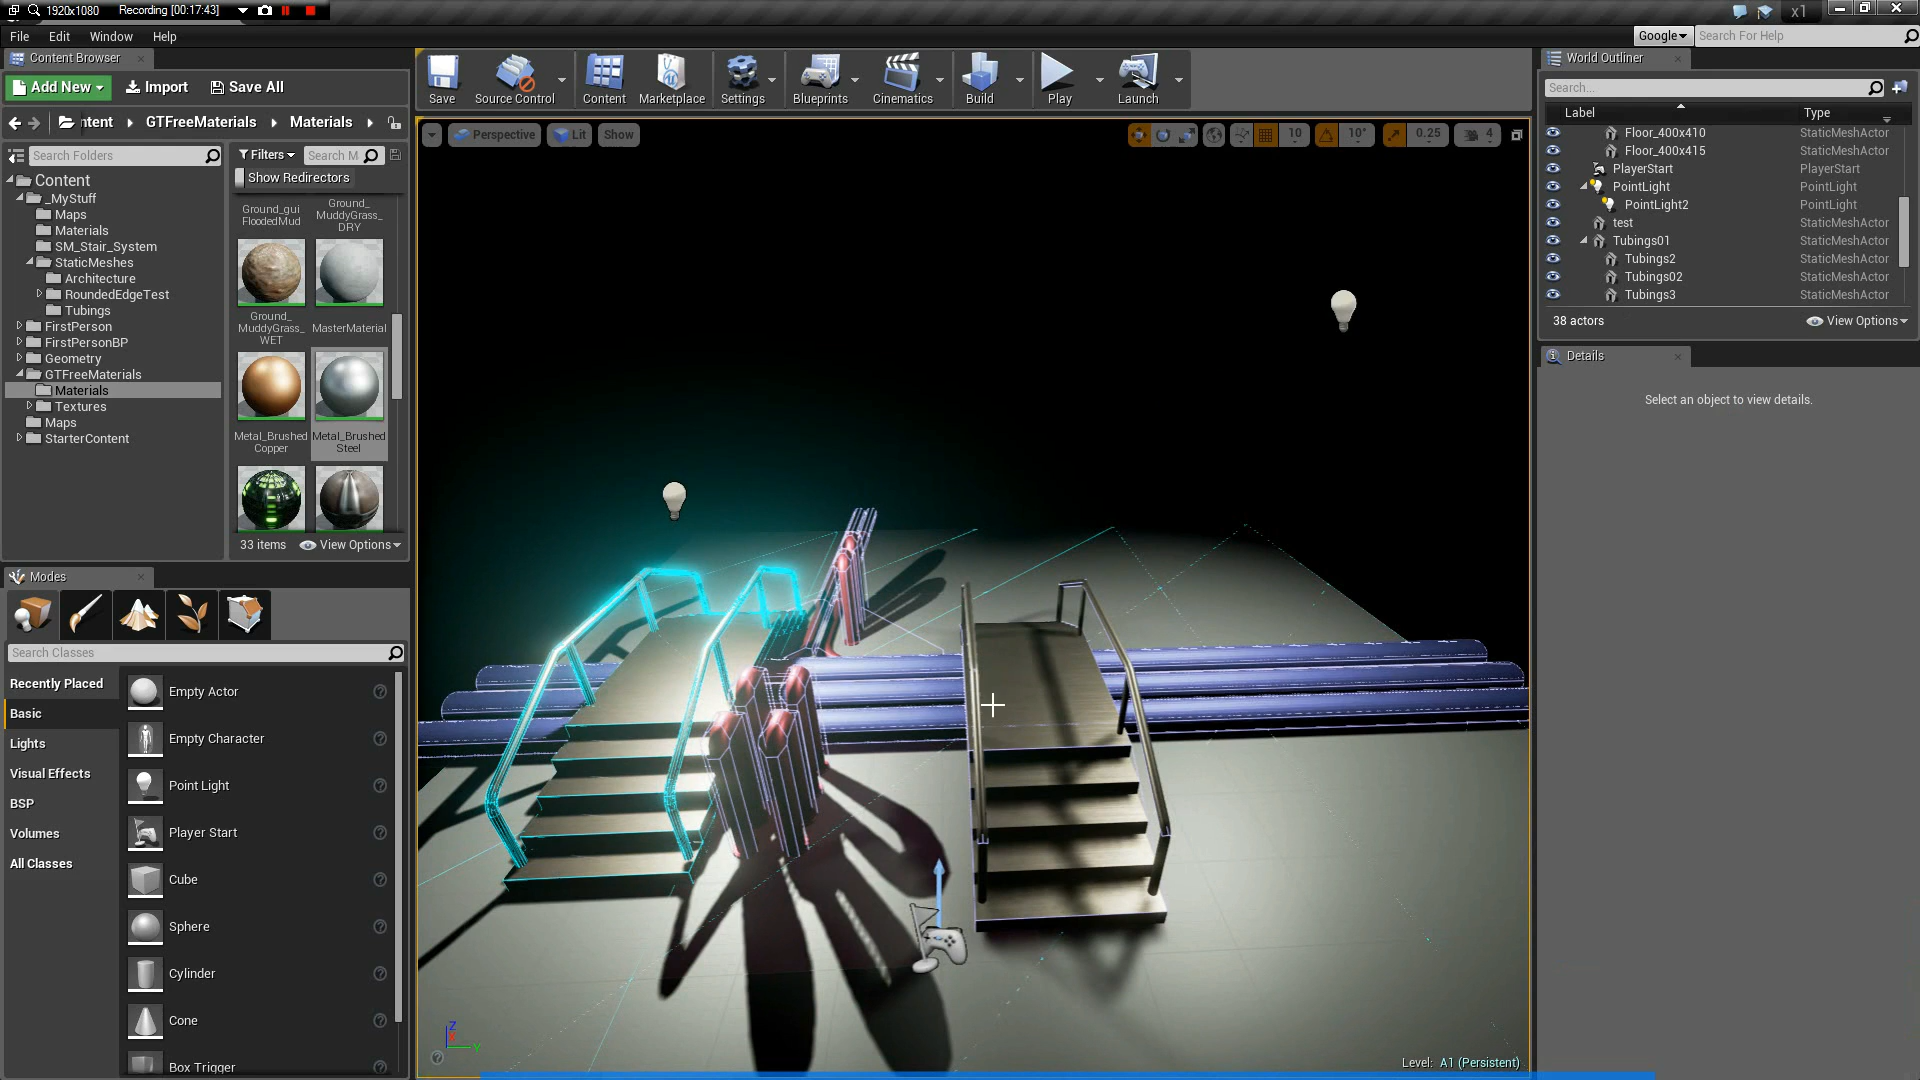 1920x1080 Recording [00:17:43] x1
File Edit Window Help
Google Search For Help
Content Browser
Add New Import Save All
ntent GTFreeMaterials Materials
Search Folders
Content
_MyStuff
Maps
Materials
SM_Stair_System
StaticMeshes
Architecture
RoundedEdgeTest
Tubings
FirstPerson
FirstPersonBP
Geometry
GTFreeMaterials
Materials
Textures
Maps
StarterContent
Filters Search M
Show Redirectors
Ground_gui
FloodedMud
Ground_
MuddyGrass_
DRY
Ground_
MuddyGrass_
WET
MasterMaterial
Metal_Brushed
Copper
Metal_Brushed
Steel
33 items View Options
Modes
Search Classes
Recently Placed
Basic
Lights
Visual Effects
BSP
Volumes
All Classes
Empty Actor
Empty Character
Point Light
Player Start
Cube
Sphere
Cylinder
Cone
Box Trigger
Save Source Control Content Marketplace Settings Blueprints Cinematics Build Play Launch
Perspective Lit Show 10 10° 0.25 4
Z
X
Y
Level: A1 (Persistent)
World Outliner
Search...
Label Type
Floor_400x410 StaticMeshActor
Floor_400x415 StaticMeshActor
PlayerStart PlayerStart
PointLight PointLight
PointLight2 PointLight
test StaticMeshActor
Tubings01 StaticMeshActor
Tubings2 StaticMeshActor
Tubings02 StaticMeshActor
Tubings3 StaticMeshActor
38 actors View Options
Details
Select an object to view details.